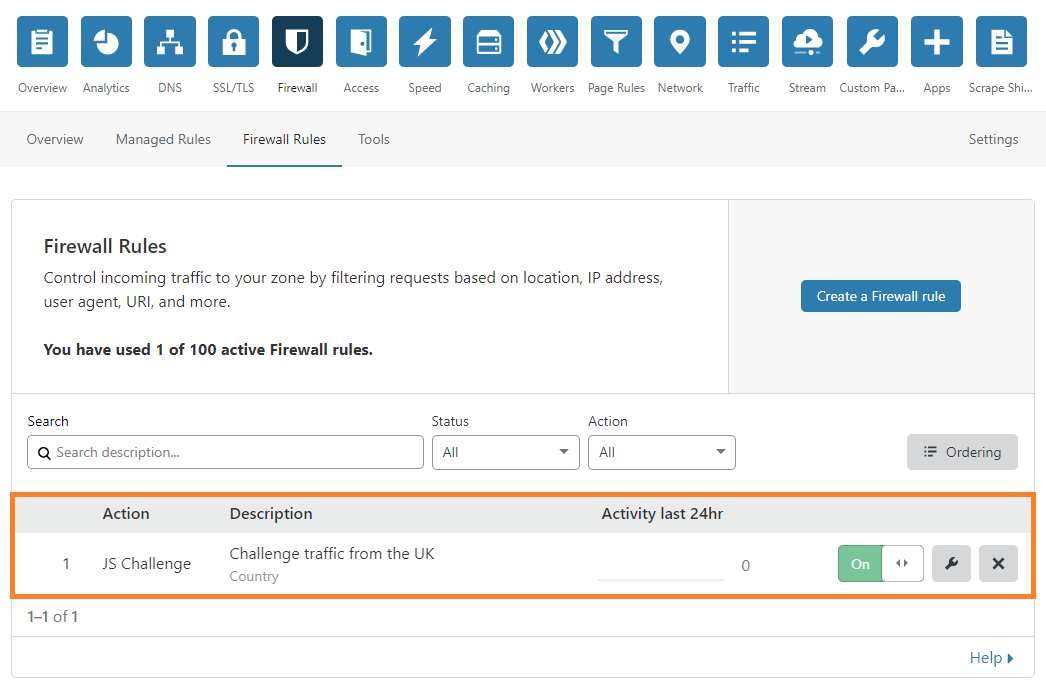 Overview Analytics DNS SSL/TLS Firewall Access Speed Caching Workers Page Rules Network Traffic Stream Custom Pa... Apps Scrape Shi...
Overview Managed Rules Firewall Rules Tools Settings
Firewall Rules
Control incoming traffic to your zone by filtering requests based on location, IP address,
user agent, URI, and more.
You have used 1 of 100 active Firewall rules.
Create a Firewall rule
Search Status Action
Search description... All All Ordering
Action Description Activity last 24hr
1 JS Challenge Challenge traffic from the UK 0 On
Country
1–1 of 1
Help